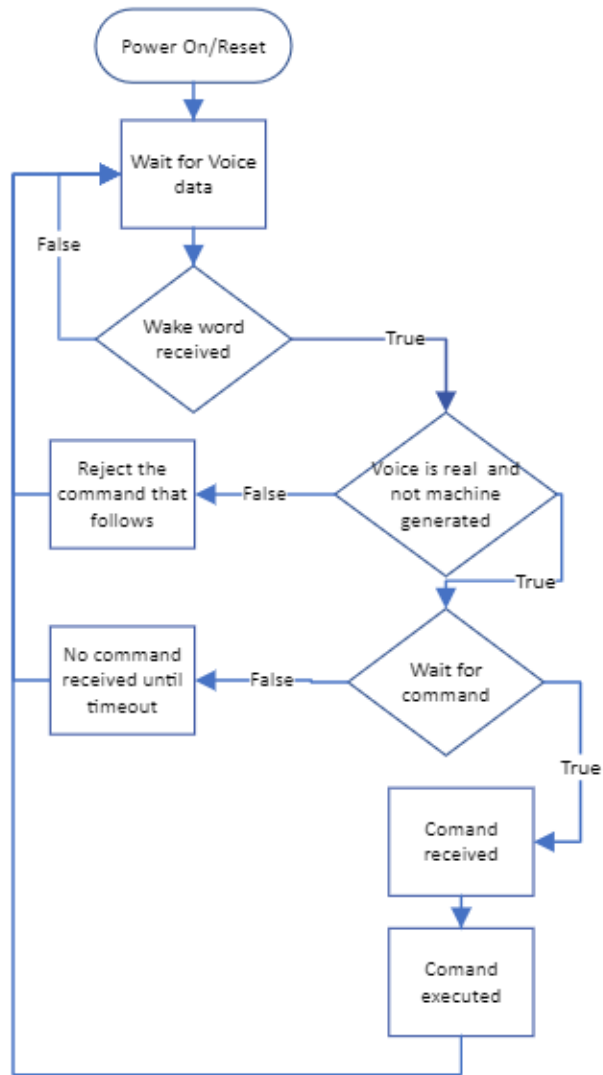 Power On/Reset
Wait for Voice
data
False
Wake word
received
True
Reject the
command that
follows
False
Voice is real and
not machine
generated
True
No command
received until
timeout
False
Wait for
command
True
Comand
received
Comand
executed